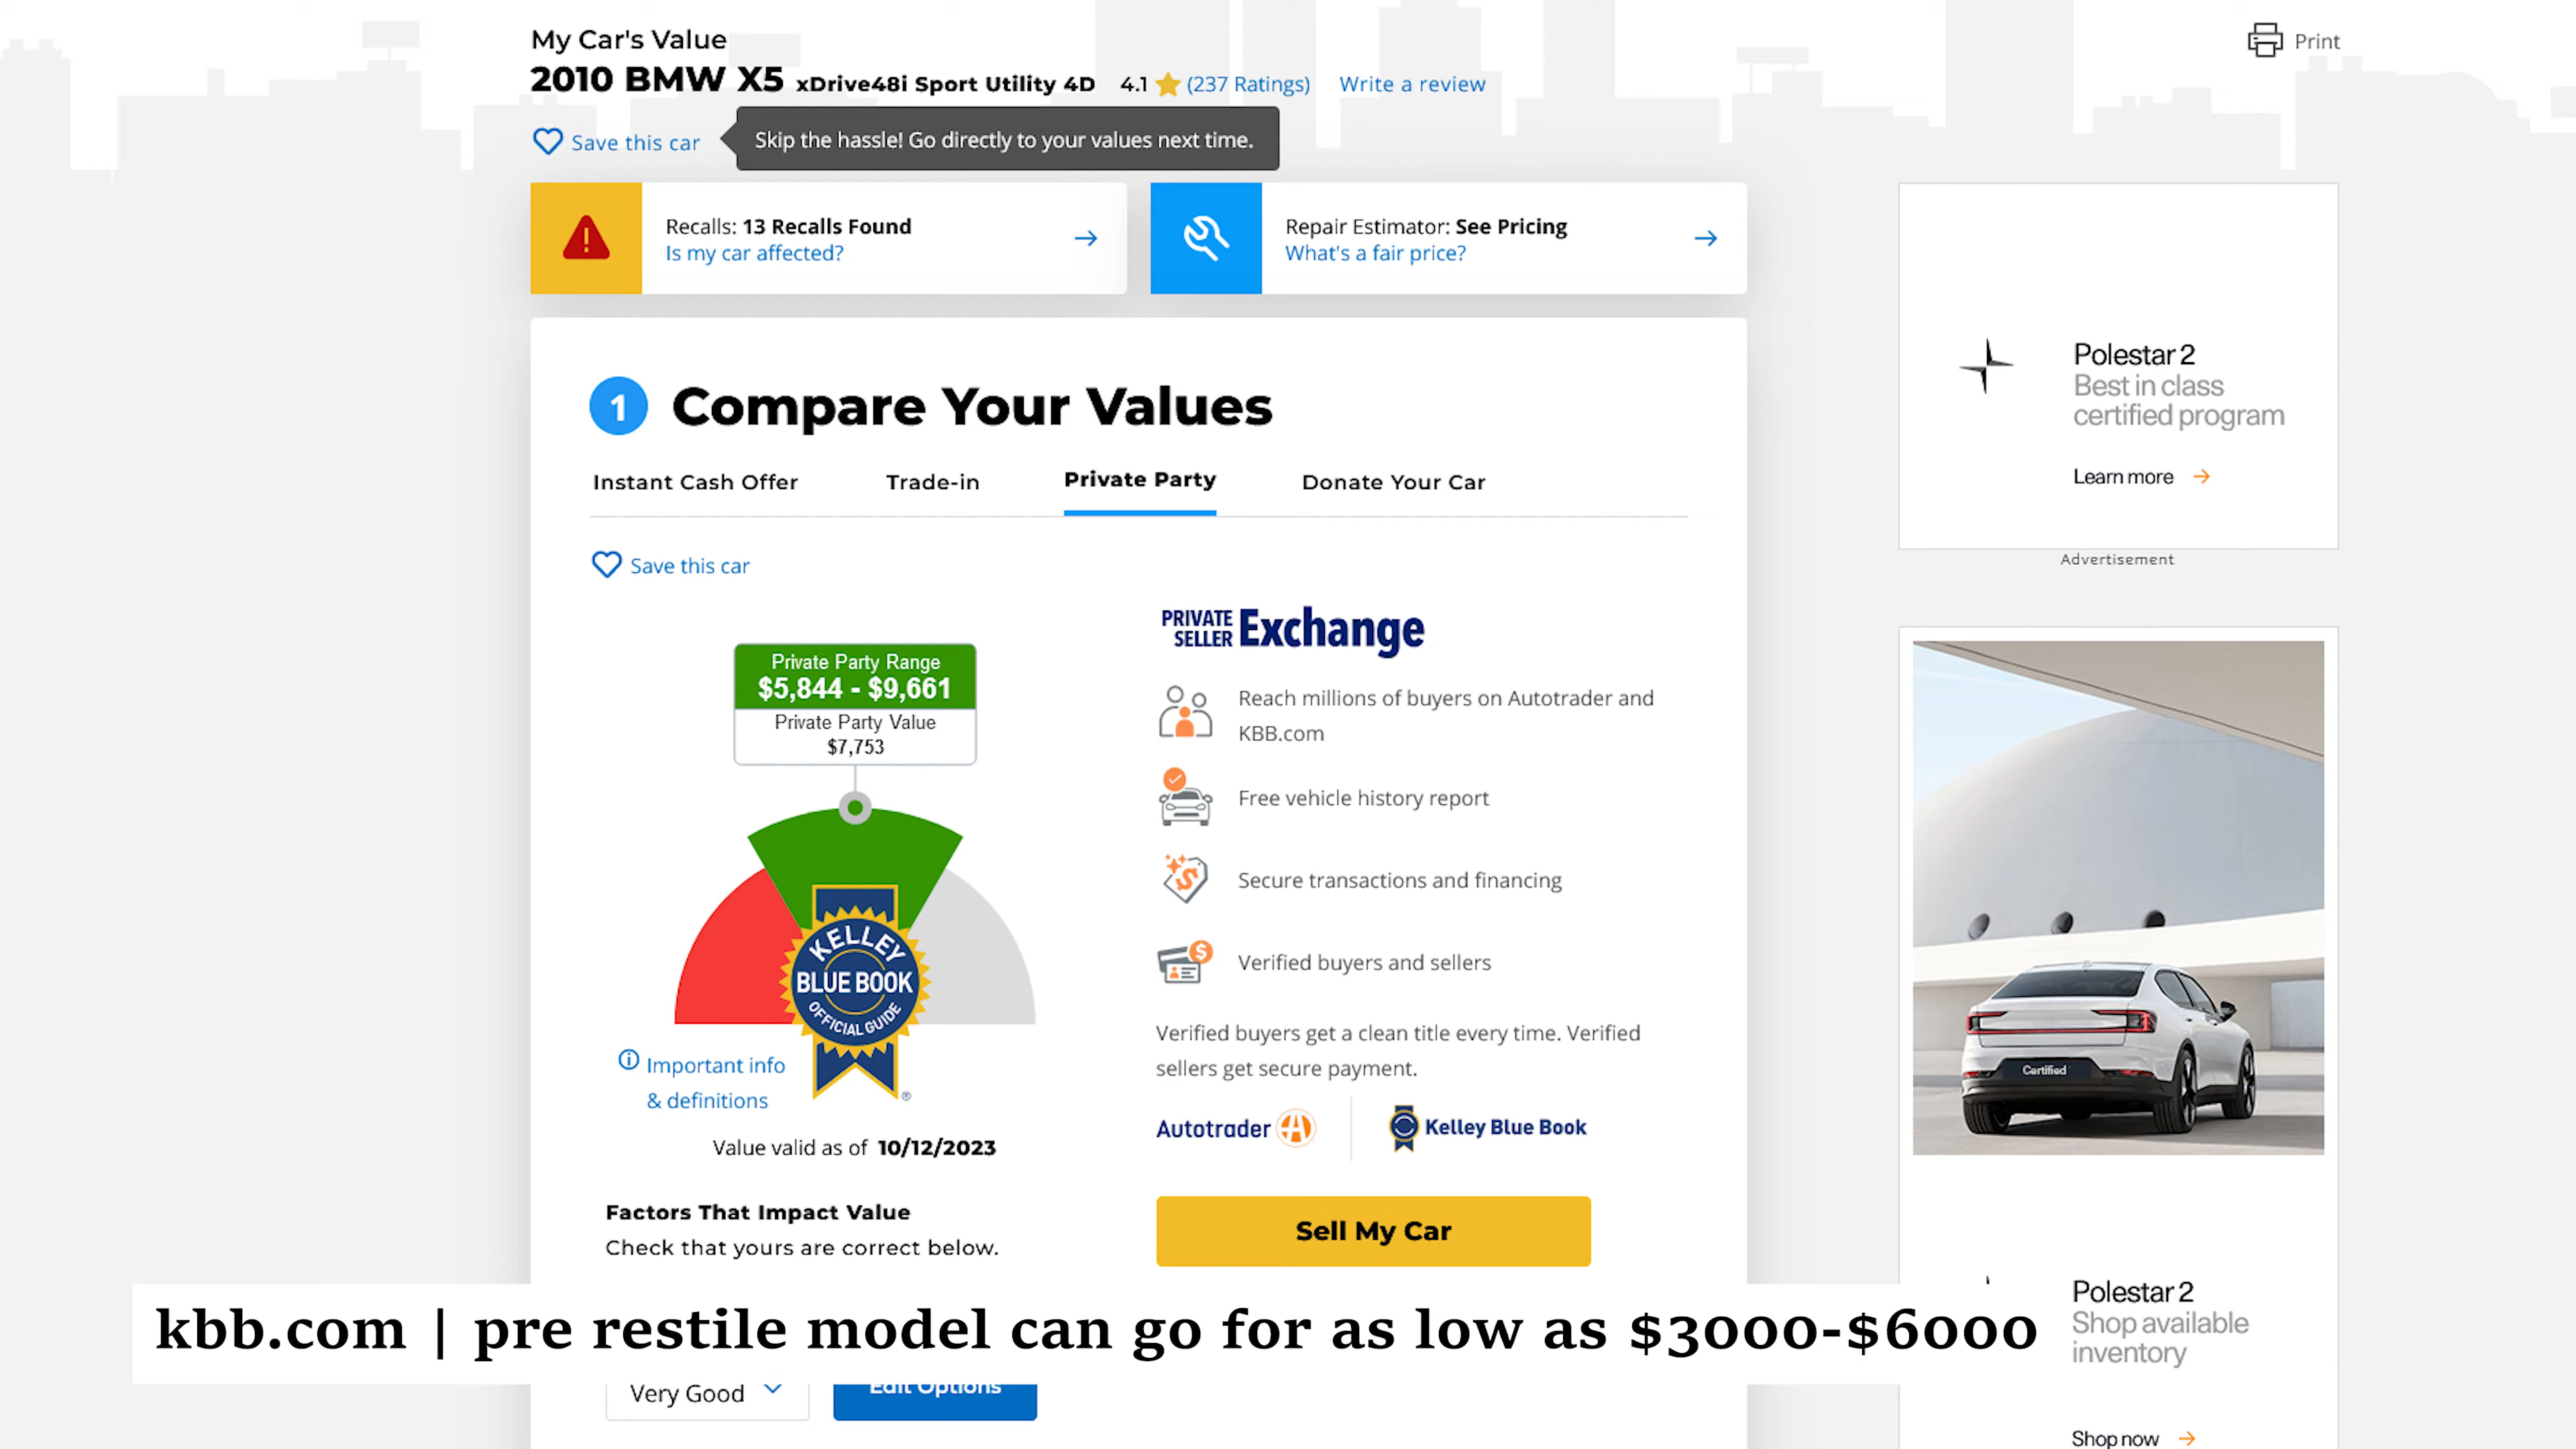 My Car's Value
Print
2010 BMW X5 xDrive48i Sport Utility 4D 4.1 (237 Ratings) Write a review
Save this car
Skip the hassle! Go directly to your values next time.
Recalls: 13 Recalls Found
Is my car affected?
Repair Estimator: See Pricing
What's a fair price?
1 Compare Your Values
Instant Cash Offer
Trade-in
Private Party
Donate Your Car
Save this car
Private Party Range
$5,844 - $9,661
Private Party Value
$7,753
KELLEY
BLUE BOOK
OFFICIAL GUIDE
®
Important info
& definitions
Value valid as of 10/12/2023
Factors That Impact Value
Check that yours are correct below.
PRIVATE
SELLER
Exchange
Reach millions of buyers on Autotrader and
KBB.com
Free vehicle history report
Secure transactions and financing
Verified buyers and sellers
Verified buyers get a clean title every time. Verified
sellers get secure payment.
Autotrader
Kelley Blue Book
Sell My Car
Polestar 2
Best in class
certified program
Learn more
Advertisement
Certified
Polestar 2
Shop available
inventory
Shop now
kbb.com | pre restile model can go for as low as $3000-$6000
Very Good
Edit Options